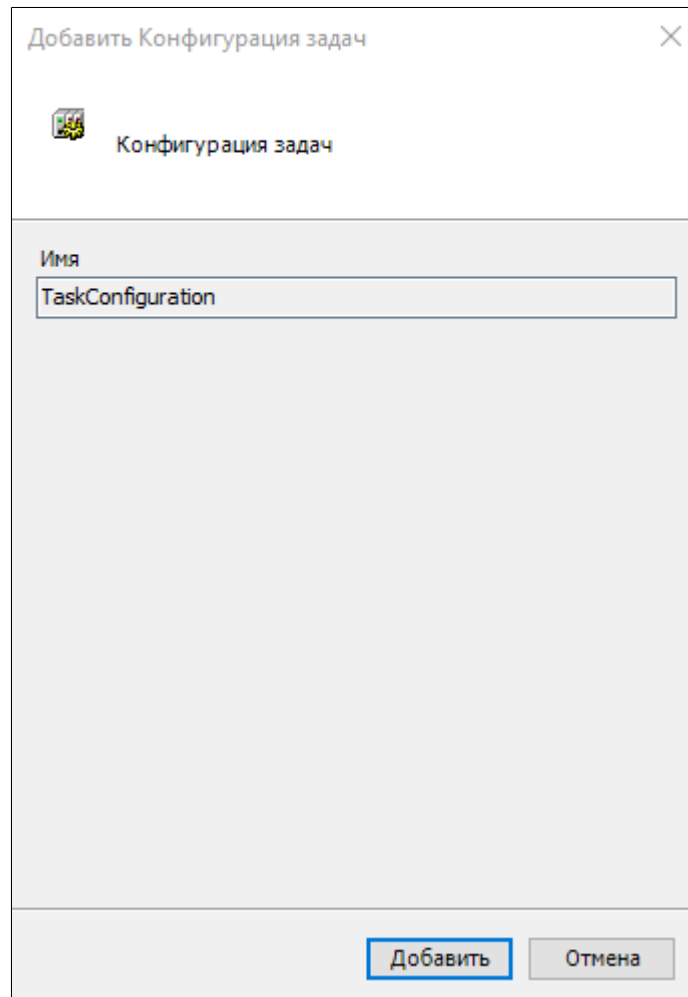 Добавить Конфигурация задач
Конфигурация задач
Имя
TaskConfiguration
Добавить
Отмена